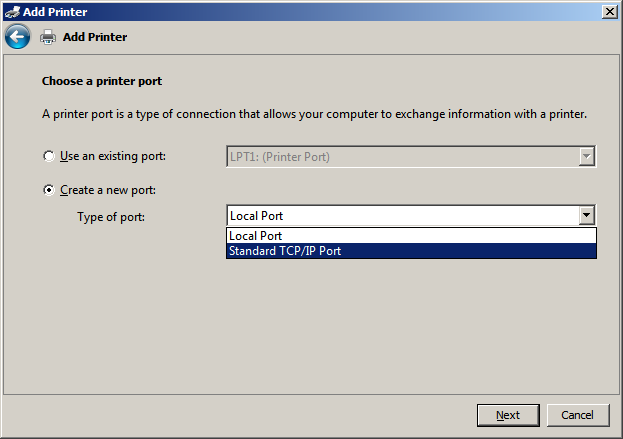 Add Printer
Add Printer
Choose a printer port
A printer port is a type of connection that allows your computer to exchange information with a printer.
Use an existing port: LPT1: (Printer Port)
Create a new port:
Type of port: Local Port
Local Port
Standard TCP/IP Port
Next Cancel